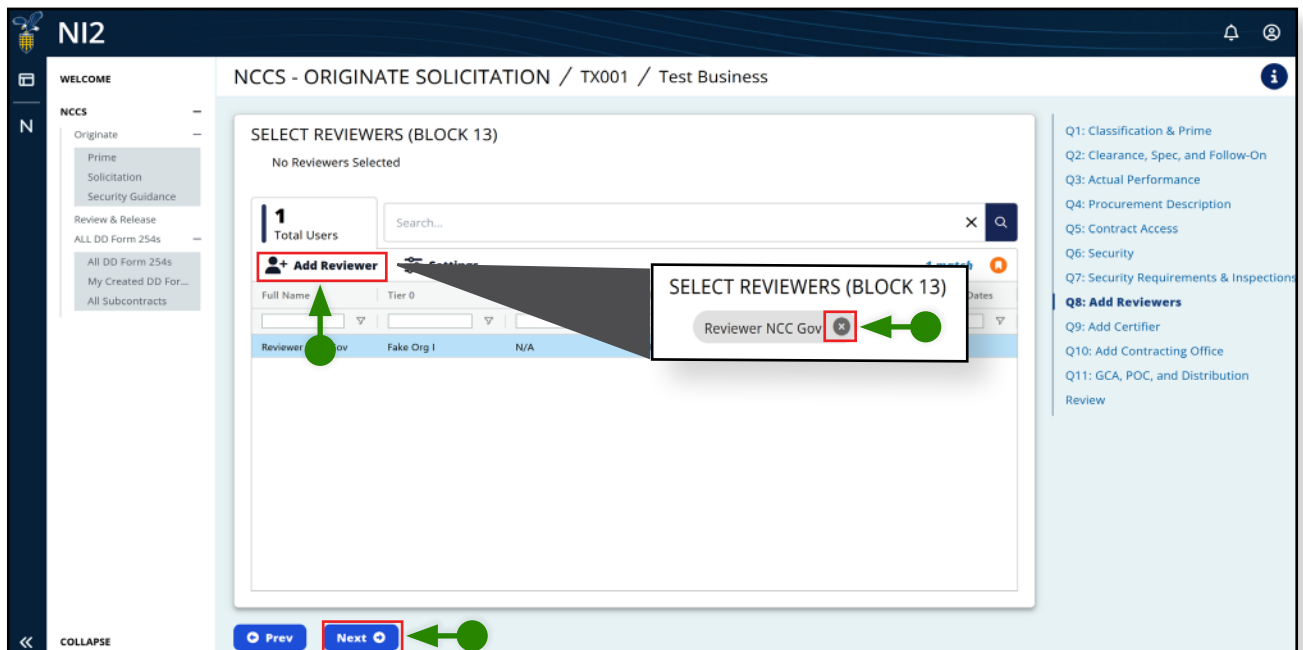 NI2
WELCOME
NCCS
Originate
Prime
Solicitation
Security Guidance
Review & Release
ALL DD Form 254s
All DD Form 254s
My Created DD For...
All Subcontracts
COLLAPSE
N
NCCS - ORIGINATE SOLICITATION / TX001 / Test Business
i
SELECT REVIEWERS (BLOCK 13)
No Reviewers Selected
1
Total Users
Search...
Add Reviewer
Settings
1 match
Full Name
Tier 0
Dates
Reviewer
ov
Fake Org I
N/A
SELECT REVIEWERS (BLOCK 13)
Reviewer NCC Gov
Prev
Next
Q1: Classification & Prime
Q2: Clearance, Spec, and Follow-On
Q3: Actual Performance
Q4: Procurement Description
Q5: Contract Access
Q6: Security
Q7: Security Requirements & Inspections
Q8: Add Reviewers
Q9: Add Certifier
Q10: Add Contracting Office
Q11: GCA, POC, and Distribution
Review